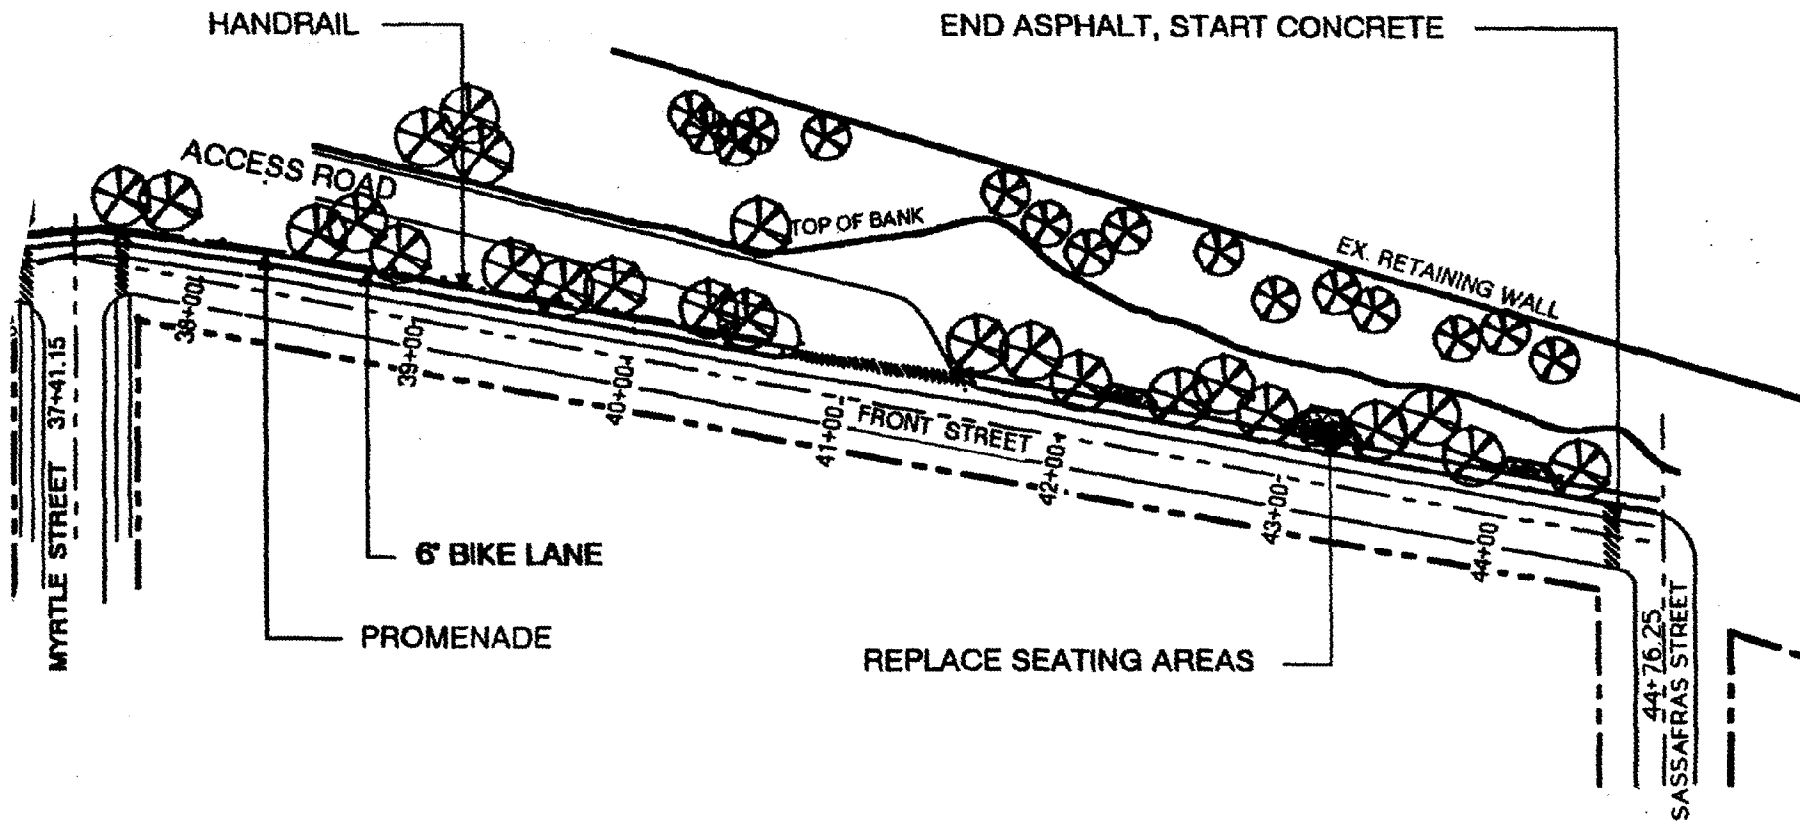 HANDRAIL
END ASPHALT, START CONCRETE
ACCESS ROAD
TOP OF BANK
EX. RETAINING WALL
38+00
39+00
40+00
41+00
FRONT STREET
42+00
43+00
44+00
MYRTLE STREET 37+41.15
6' BIKE LANE
PROMENADE
REPLACE SEATING AREAS
44+76.25
SASSAFRAS STREET